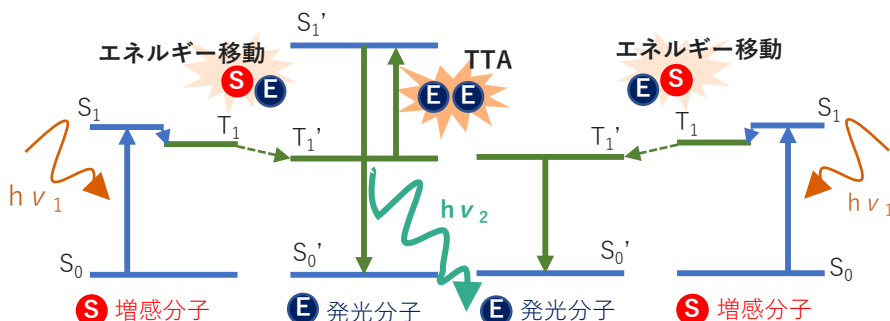 S₁'
エネルギー移動
TTA
エネルギー移動
S
E
E
E
E
S
S₁
T₁
T₁'
T₁'
T₁
S₁
hν₁
hν₂
hν₁
S₀
S₀'
S₀'
S₀
S 増感分子
E 発光分子
E 発光分子
S 増感分子